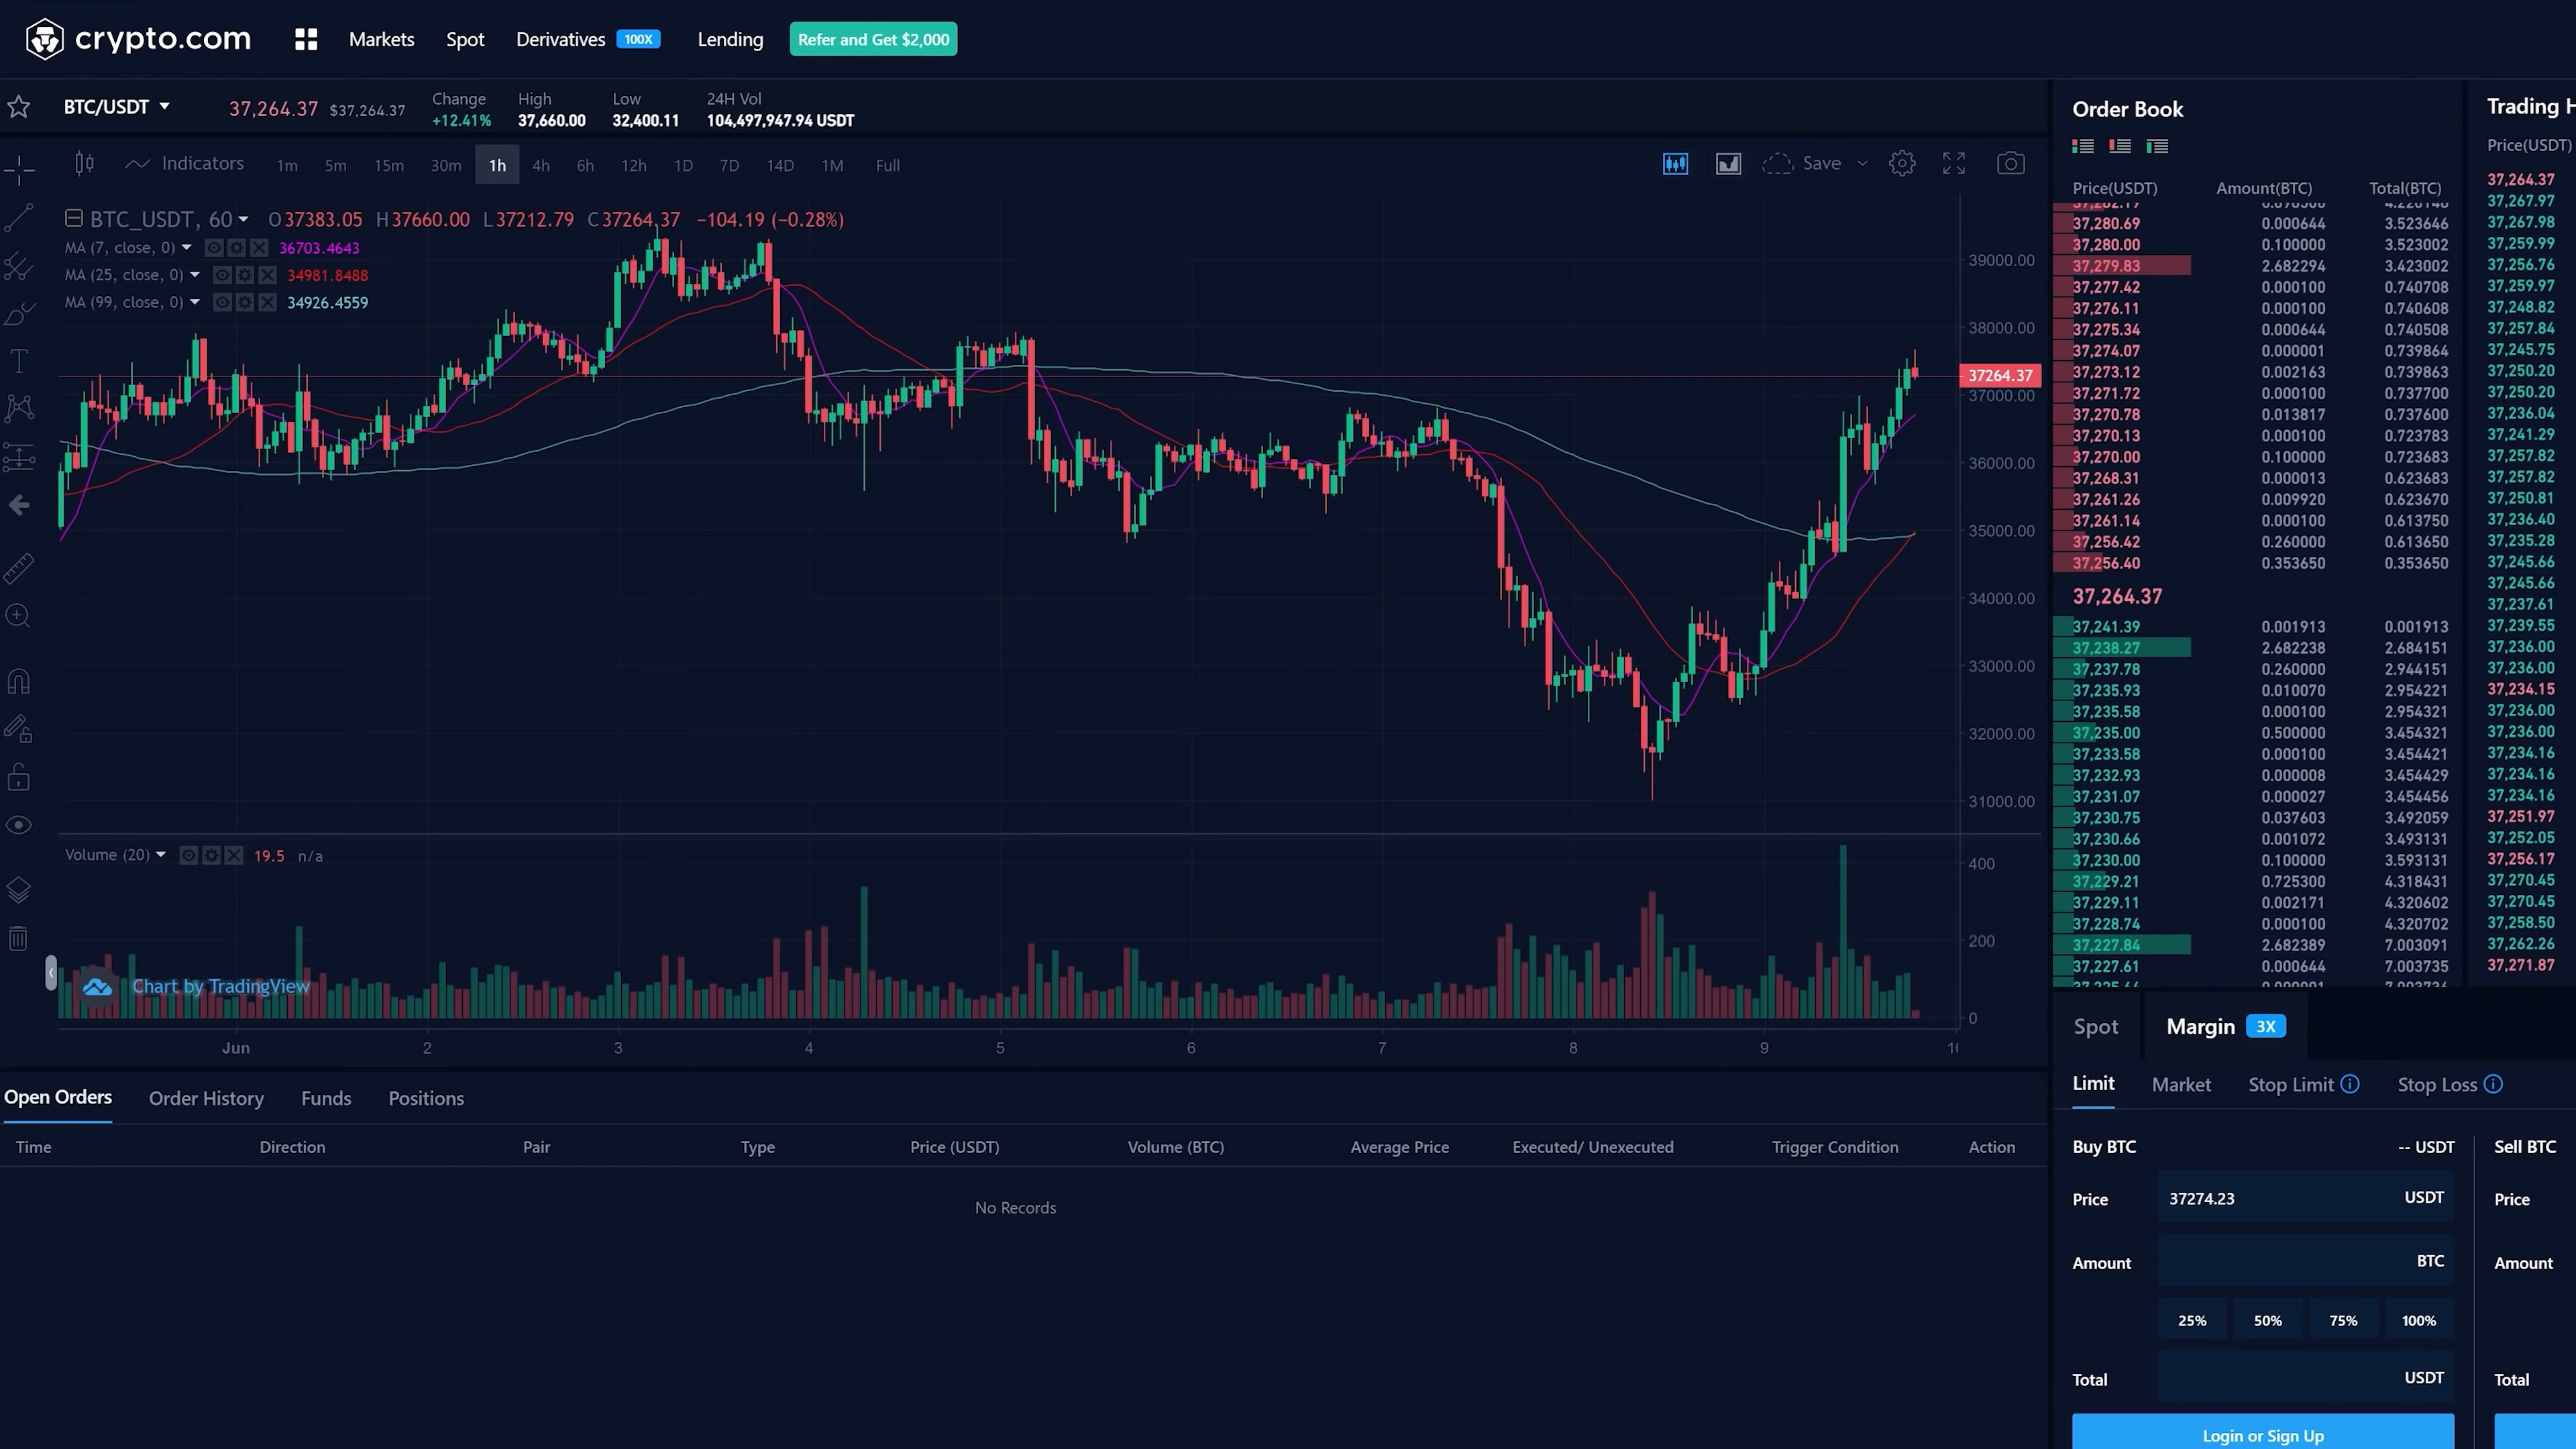 crypto.com
Markets
Spot
Derivatives 100X
Lending
Refer and Get $2,000
BTC/USDT
37,264.37 $37,264.37
Change
+12.41%
High
37,660.00
Low
32,400.11
24H Vol
104,497,947.94 USDT
Indicators
1m 5m 15m 30m 1h 4h 6h 12h 1D 7D 14D 1M Full
Save
BTC_USDT, 60 O37383.05 H37660.00 L37212.79 C37264.37 −104.19 (−0.28%)
MA (7, close, 0) 36703.4643
MA (25, close, 0) 34981.8488
MA (99, close, 0) 34926.4559
39000.00
38000.00
37264.37
37000.00
36000.00
35000.00
34000.00
33000.00
32000.00
31000.00
Volume (20) 19.5 n/a
400
200
0
Chart by TradingView
Jun 2 3 4 5 6 7 8 9
Open Orders Order History Funds Positions
Time Direction Pair Type Price (USDT) Volume (BTC) Average Price Executed/ Unexecuted Trigger Condition Action
No Records
Order Book
Price(USDT) Amount(BTC) Total(BTC)
37,280.69 0.000644 3.523646
37,280.00 0.100000 3.523002
37,279.83 2.682294 3.423002
37,277.42 0.000100 0.740708
37,276.11 0.000100 0.740608
37,275.34 0.000644 0.740508
37,274.07 0.000001 0.739864
37,273.12 0.002163 0.739863
37,271.72 0.000100 0.737700
37,270.78 0.013817 0.737600
37,270.13 0.000100 0.723783
37,270.00 0.100000 0.723683
37,268.31 0.000013 0.623683
37,261.26 0.009920 0.623670
37,261.14 0.000100 0.613750
37,256.42 0.260000 0.613650
37,256.40 0.353650 0.353650
37,264.37
37,241.39 0.001913 0.001913
37,238.27 2.682238 2.684151
37,237.78 0.260000 2.944151
37,235.93 0.010070 2.954221
37,235.58 0.000100 2.954321
37,235.00 0.500000 3.454321
37,233.58 0.000100 3.454421
37,232.93 0.000008 3.454429
37,231.07 0.000027 3.454456
37,230.75 0.037603 3.492059
37,230.66 0.001072 3.493131
37,230.00 0.100000 3.593131
37,229.21 0.725300 4.318431
37,229.11 0.002171 4.320602
37,228.74 0.000100 4.320702
37,227.84 2.682389 7.003091
37,227.61 0.000644 7.003735
Trading H
Price(USDT)
37,264.37
37,267.97
37,267.98
37,259.99
37,256.76
37,259.97
37,248.82
37,257.84
37,245.75
37,250.20
37,250.20
37,236.04
37,241.29
37,257.82
37,257.82
37,250.81
37,236.40
37,235.28
37,245.66
37,245.66
37,237.61
37,239.55
37,236.00
37,236.00
37,234.15
37,236.00
37,236.00
37,234.16
37,234.16
37,234.16
37,251.97
37,252.05
37,256.17
37,270.45
37,270.45
37,258.50
37,262.26
37,271.87
Spot Margin 3X
Limit Market Stop Limit Stop Loss
Buy BTC -- USDT
Price 37274.23 USDT
Amount BTC
25% 50% 75% 100%
Total USDT
Login or Sign Up
Sell BTC
Price
Amount
Total